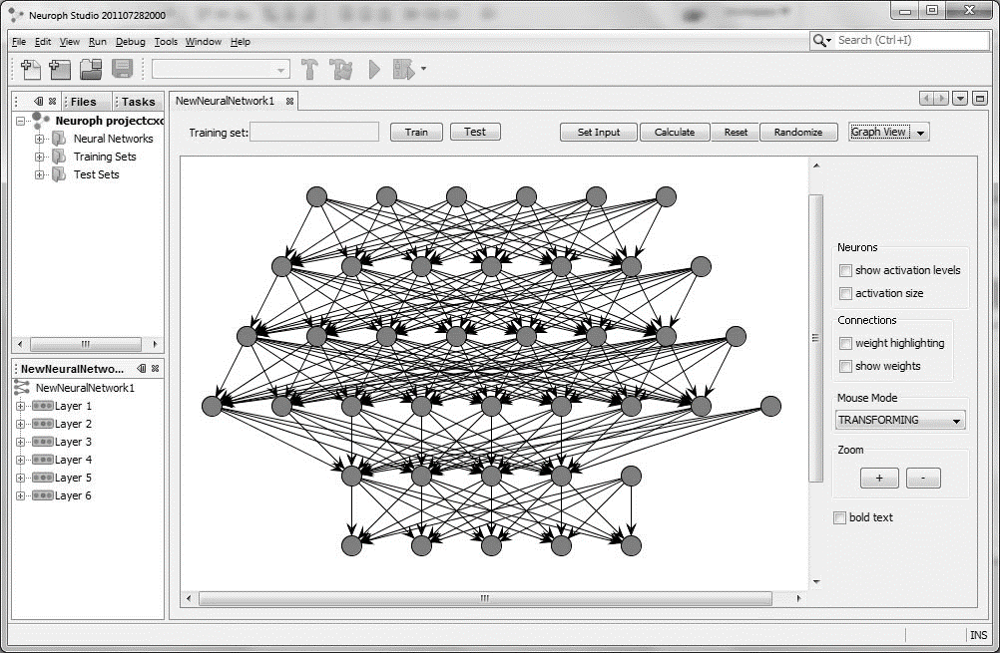 Neuroph Studio 201107282000
File Edit View Run Debug Tools Window Help
Search (Ctrl+I)
Files Tasks
NewNeuralNetwork1
Neuroph projectcxc
Neural Networks
Training Sets
Test Sets
Training set: Train Test Set Input Calculate Reset Randomize Graph View
Neurons
show activation levels
activation size
Connections
weight highlighting
show weights
Mouse Mode
TRANSFORMING
Zoom
+ -
bold text
NewNeuralNetwo...
NewNeuralNetwork1
Layer 1
Layer 2
Layer 3
Layer 4
Layer 5
Layer 6
INS